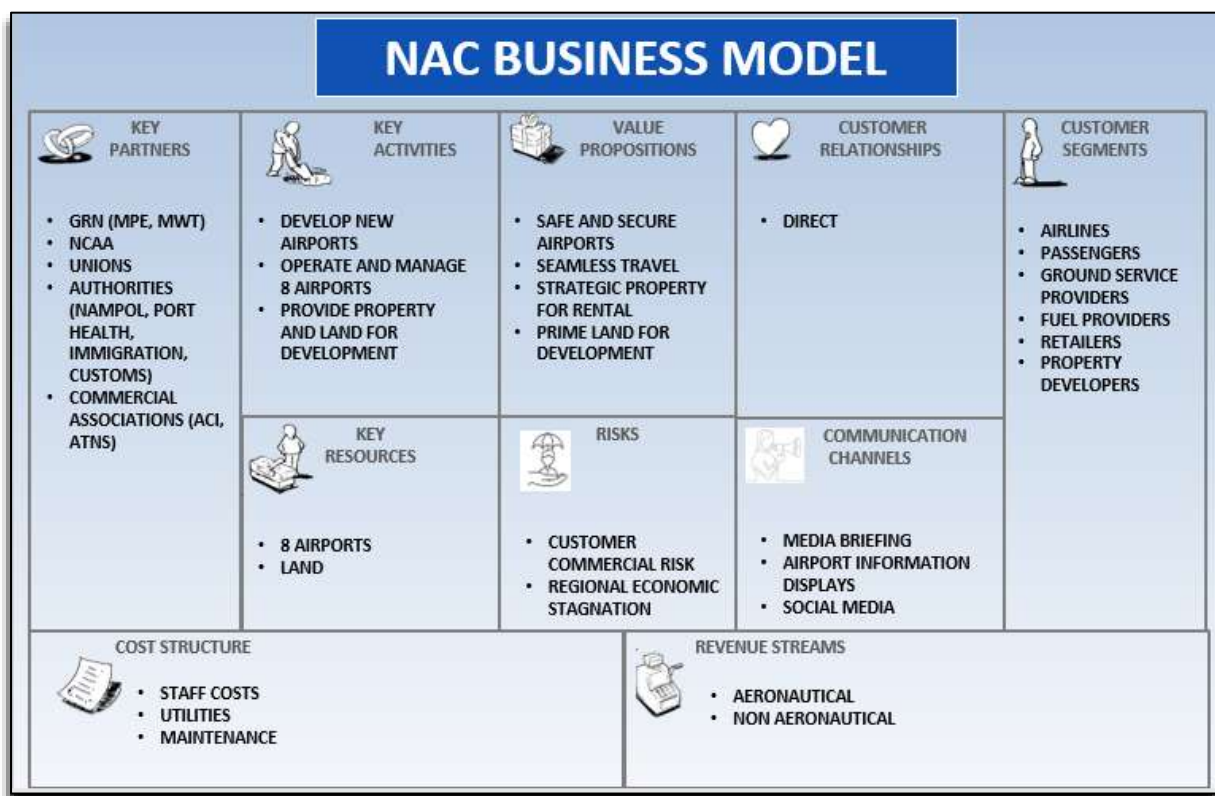 NAC BUSINESS MODEL
KEY
PARTNERS
• GRN (MPE, MWT)
• NCAA
• UNIONS
• AUTHORITIES
(NAMPOL, PORT
HEALTH,
IMMIGRATION,
CUSTOMS)
• COMMERCIAL
ASSOCIATIONS (ACI,
ATNS)
KEY
ACTIVITIES
• DEVELOP NEW
AIRPORTS
• OPERATE AND MANAGE
8 AIRPORTS
• PROVIDE PROPERTY
AND LAND FOR
DEVELOPMENT
KEY
RESOURCES
• 8 AIRPORTS
• LAND
VALUE
PROPOSITIONS
• SAFE AND SECURE
AIRPORTS
• SEAMLESS TRAVEL
• STRATEGIC PROPERTY
FOR RENTAL
• PRIME LAND FOR
DEVELOPMENT
RISKS
• CUSTOMER
COMMERCIAL RISK
• REGIONAL ECONOMIC
STAGNATION
CUSTOMER
RELATIONSHIPS
• DIRECT
COMMUNICATION
CHANNELS
• MEDIA BRIEFING
• AIRPORT INFORMATION
DISPLAYS
• SOCIAL MEDIA
CUSTOMER
SEGMENTS
• AIRLINES
• PASSENGERS
• GROUND SERVICE
PROVIDERS
• FUEL PROVIDERS
• RETAILERS
• PROPERTY
DEVELOPERS
COST STRUCTURE
• STAFF COSTS
• UTILITIES
• MAINTENANCE
REVENUE STREAMS
• AERONAUTICAL
• NON AERONAUTICAL